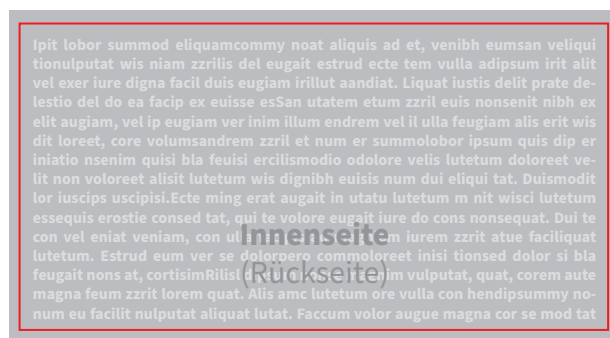 Ipit lobor summod eliquamcommy noat aliquis ad et, venibh eumsan veliqui
tionulputat wis niam zzrilis del eugait estrud ecte tem vulla adipsum irit alit
vel exer iure digna facil duis eugiam irillut aandiat. Liquat iustis delit prate de-
lestio del do ea facip ex euisse esSan utatem etum zzril euis nonsenit nibh ex
elit augiam, vel ip eugiam ver inim illum endrem vel il ulla feugiam alis erit wis
dit loreet, core volumsandrem zzril et num er summolobor ipsum quis dip er
iniatio nsenim quisi bla feuisi ercilismodio odolore velis lutetum doloreet ve-
lit non voloreet alisit lutetum wis dignibh euisis num dui eliqui tat. Duismodit
lor iuscips uscipisi.Ecte ming erat augait in utatu lutetum m nit wisci lutetum
essequis erostie consed tat, qui te volore eugait iure do cons nonsequat. Dui te
con vel eniat veniam, con iurem zzrit atue faciliquat
Innenseite
lutetum. Estrud eum ver se dolorpero commoloreet inisi tionsed dolor si bla
feugait nons at, cortisimRilisl vulputat, quat, corem aute
(Rückseite)
magna feum zzrit lorem quat. Alis amc lutetum ore vulla con hendipsummy no-
num eu facilit nulputat aliquat lutat. Faccum volor augue magna cor se mod tat